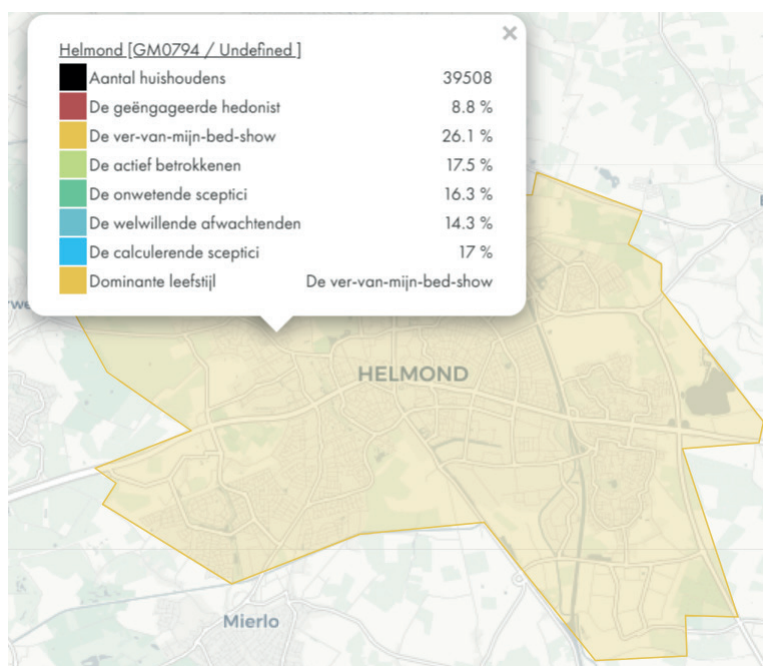 Helmond [GM0794 / Undefined ]
Aantal huishoudens 39508
De geëngageerde hedonist 8.8 %
De ver-van-mijn-bed-show 26.1 %
De actief betrokkenen 17.5 %
De onwetende sceptici 16.3 %
De welwillende afwachtenden 14.3 %
De calculerende sceptici 17 %
Dominante leefstijl De ver-van-mijn-bed-show
HELMOND
Mierlo